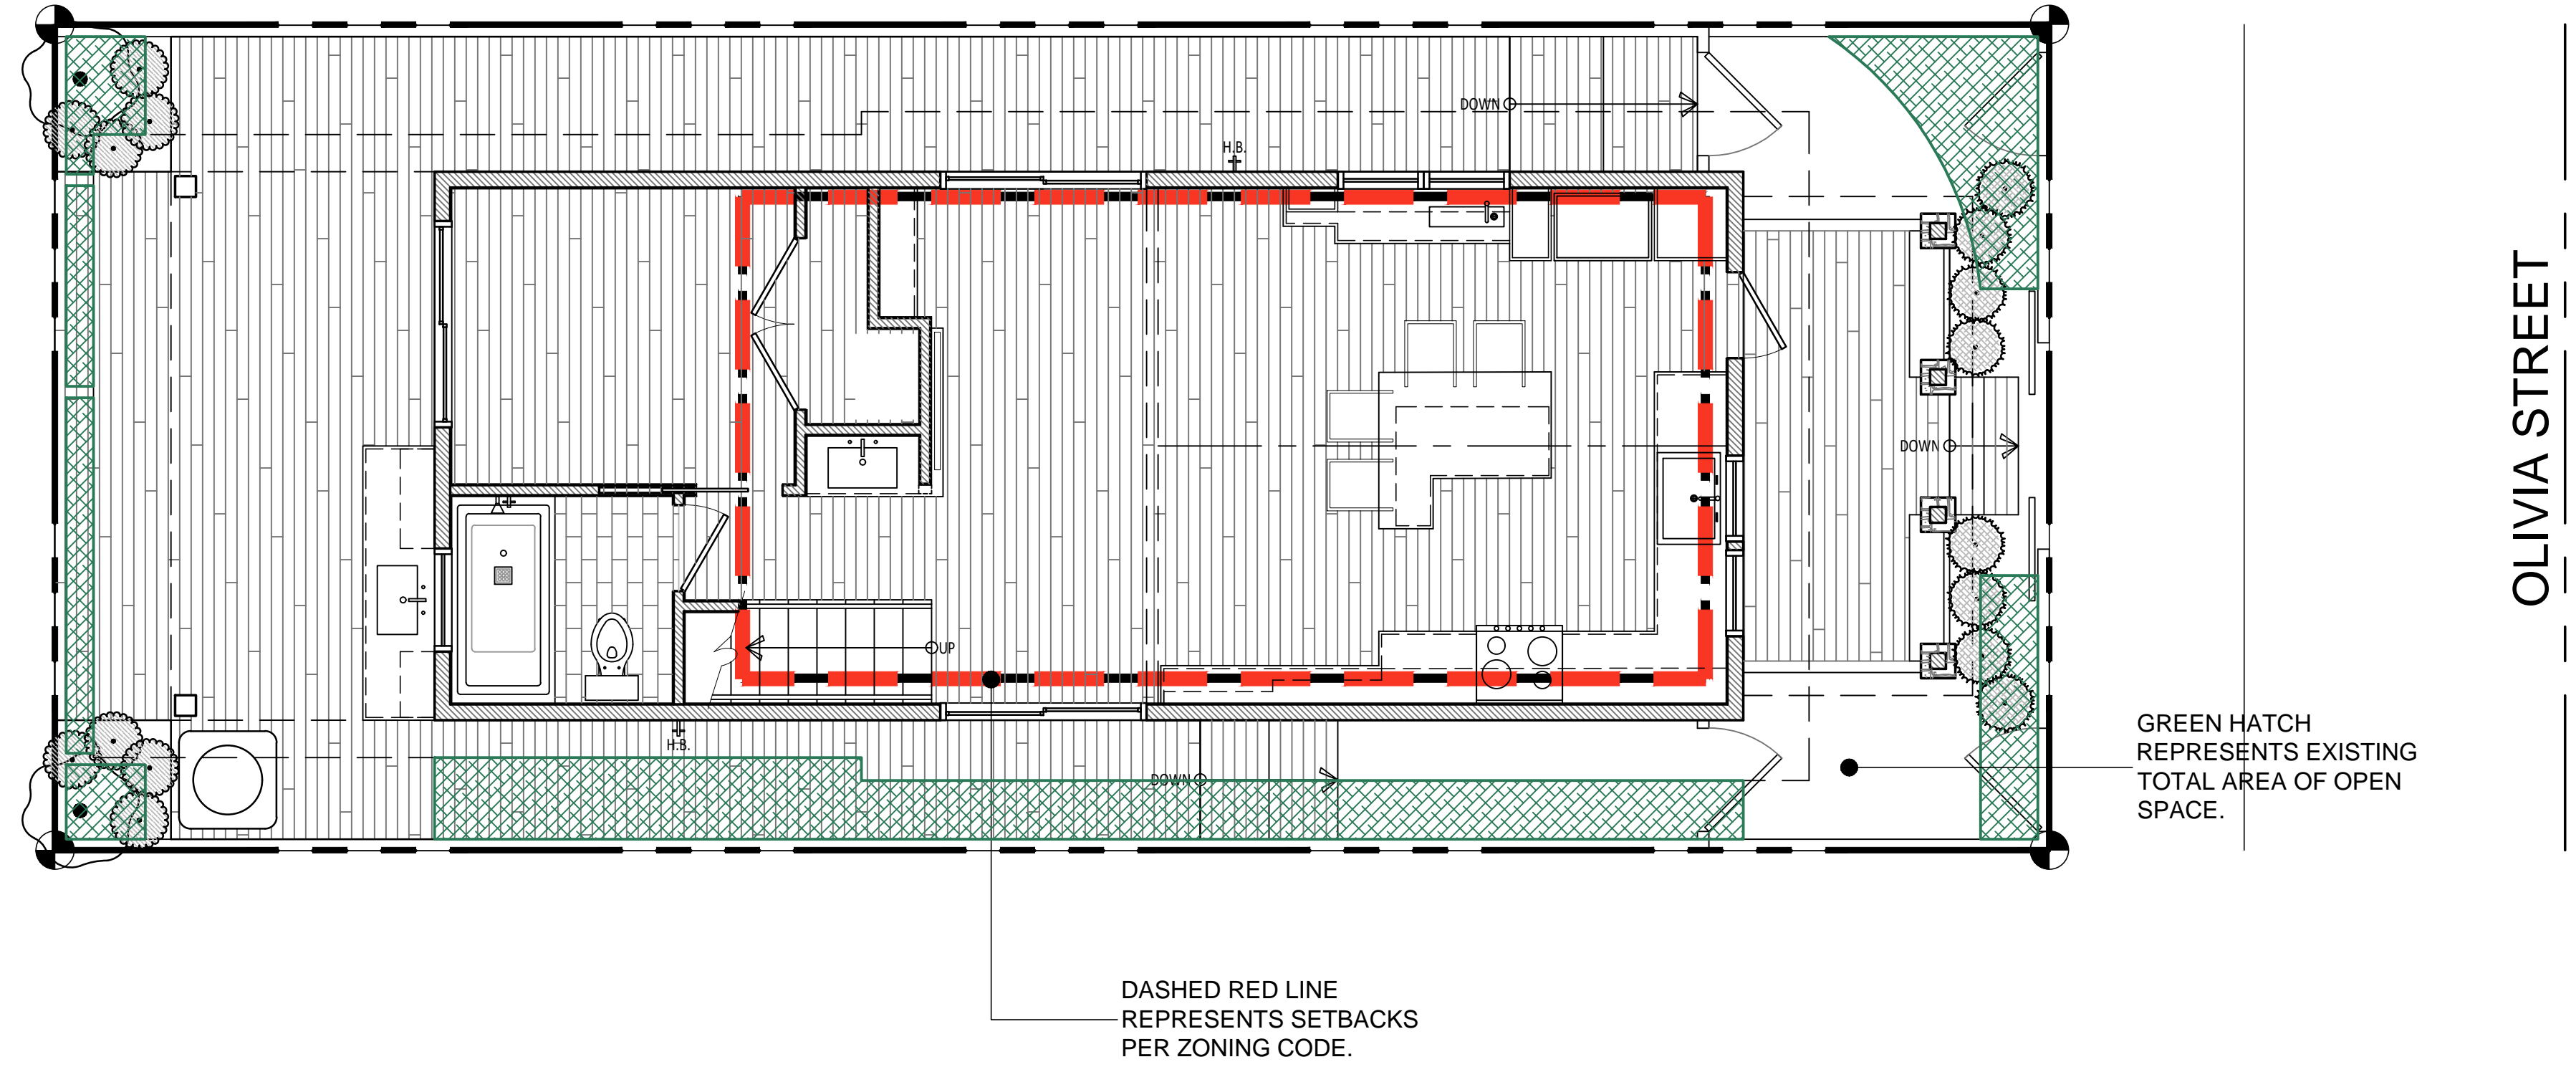 DOWN
H.B.
OLIVIA STREET
DOWN
UP
H.B.
DOWN
GREEN HATCH
REPRESENTS EXISTING
TOTAL AREA OF OPEN
SPACE.
DASHED RED LINE
REPRESENTS SETBACKS
PER ZONING CODE.